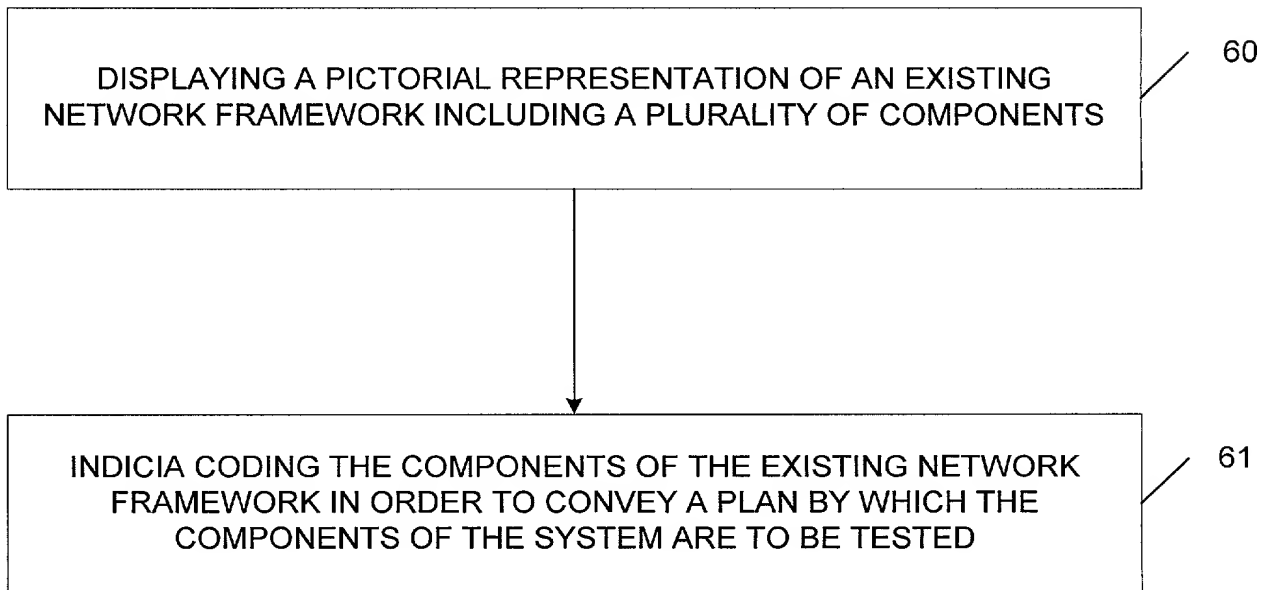 DISPLAYING A PICTORIAL REPRESENTATION OF AN EXISTING
NETWORK FRAMEWORK INCLUDING A PLURALITY OF COMPONENTS
60
INDICIA CODING THE COMPONENTS OF THE EXISTING NETWORK
FRAMEWORK IN ORDER TO CONVEY A PLAN BY WHICH THE
COMPONENTS OF THE SYSTEM ARE TO BE TESTED
61